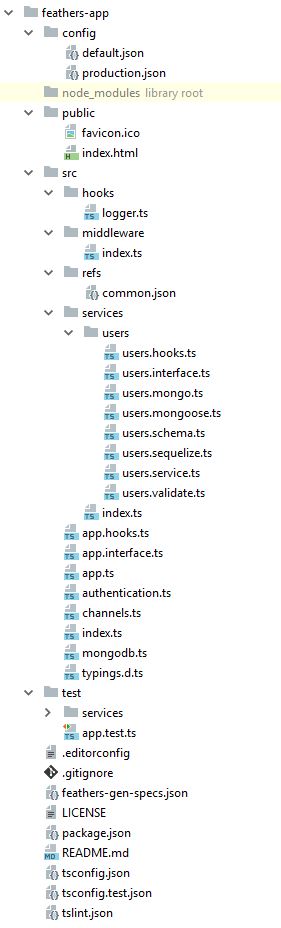 feathers-app
config
default.json
production.json
node_modules library root
public
favicon.ico
index.html
src
hooks
logger.ts
middleware
index.ts
refs
common.json
services
users
users.hooks.ts
users.interface.ts
users.mongo.ts
users.mongoose.ts
users.schema.ts
users.sequelize.ts
users.service.ts
users.validate.ts
index.ts
app.hooks.ts
app.interface.ts
app.ts
authentication.ts
channels.ts
index.ts
mongodb.ts
typings.d.ts
test
services
app.test.ts
.editorconfig
.gitignore
feathers-gen-specs.json
LICENSE
package.json
README.md
tsconfig.json
tsconfig.test.json
tslint.json